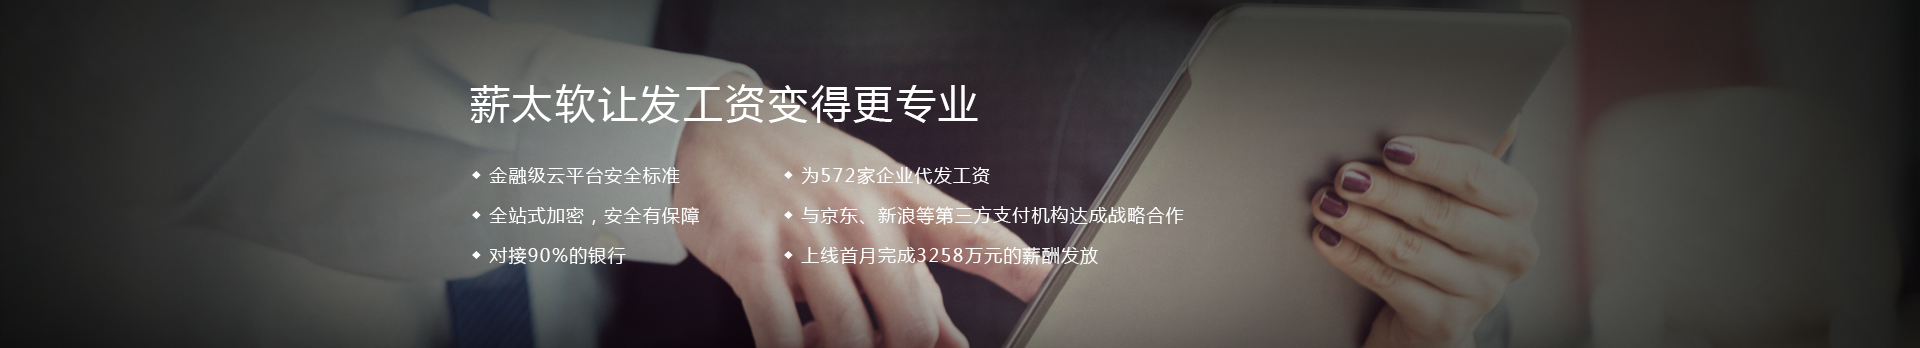 薪太软让发工资变得更专业
金融级云平台安全标准
为572家企业代发工资
全站式加密，安全有保障
与京东、新浪等第三方支付机构达成战略合作
对接90%的银行
上线首月完成3258万元的薪酬发放